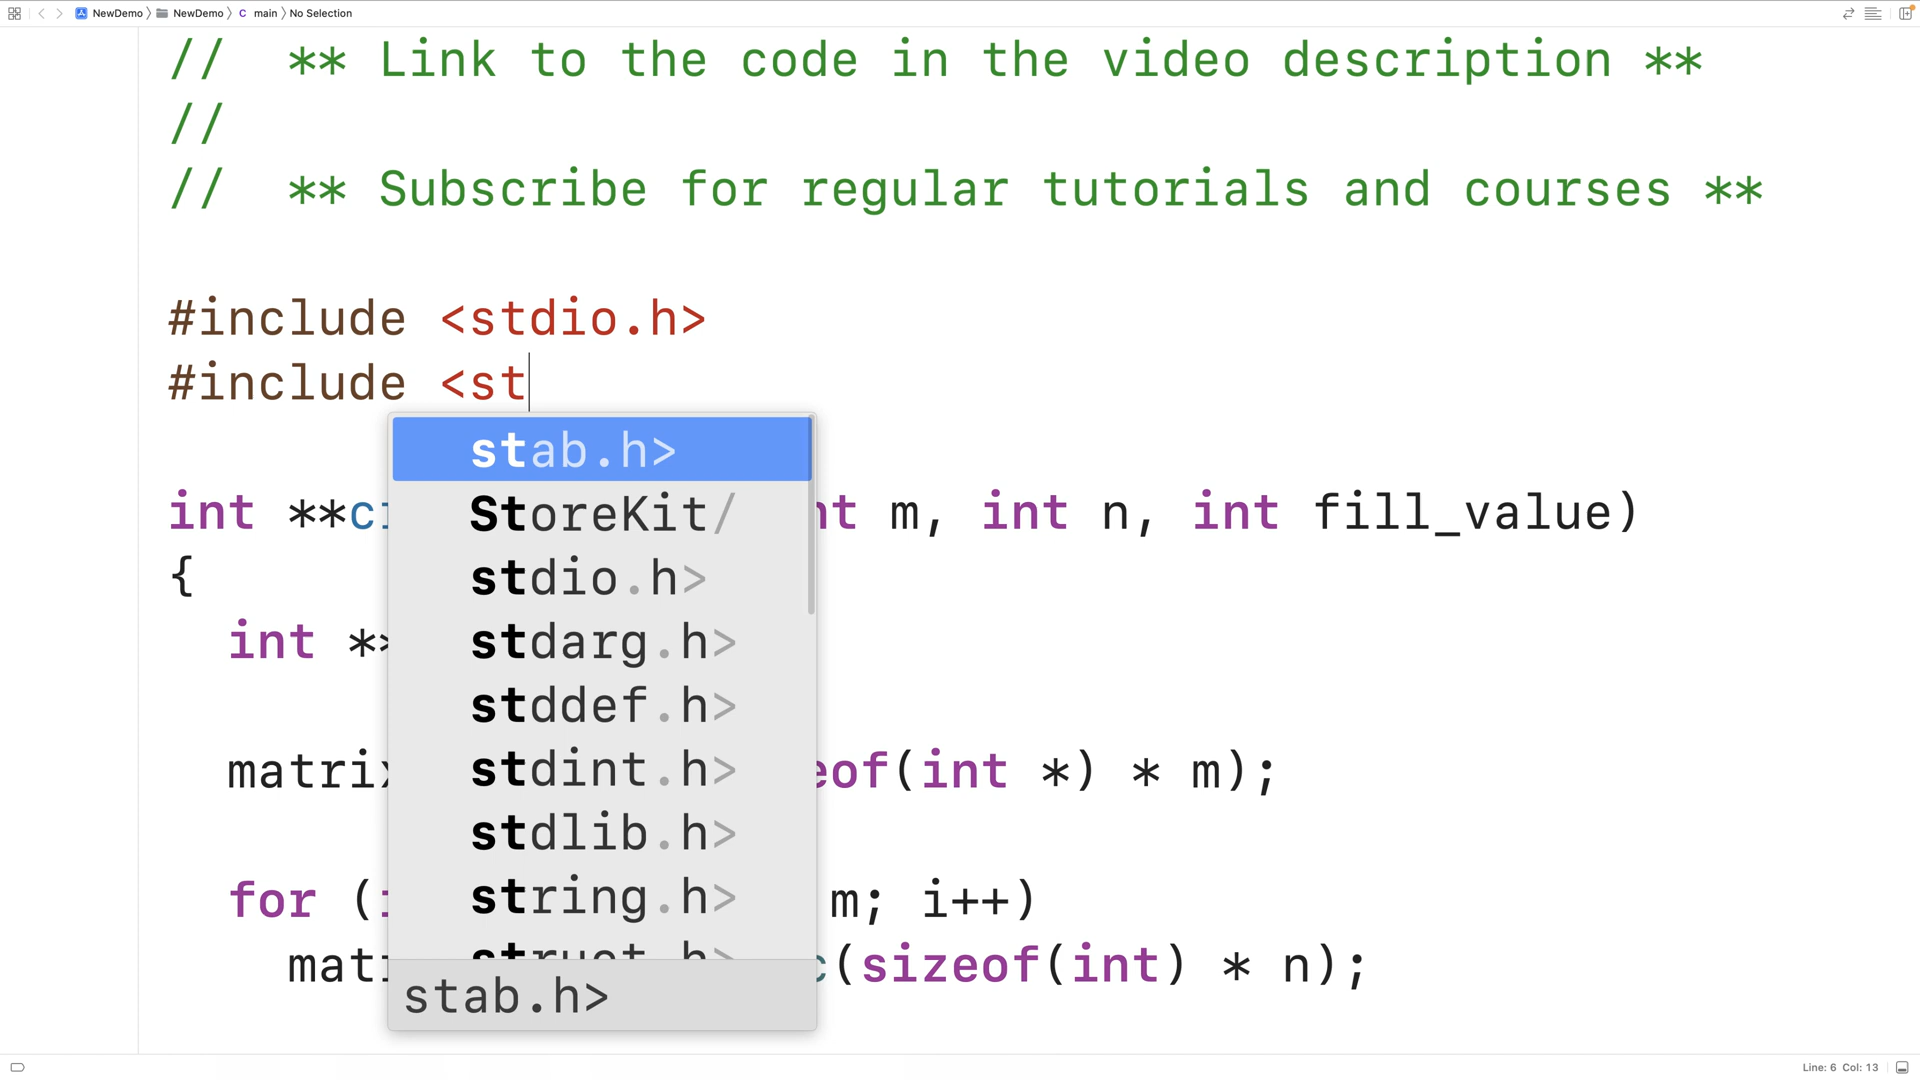 NewDemo 〉 NewDemo 〉 C main 〉 No Selection
// ** Link to the code in the video description **
//
// ** Subscribe for regular tutorials and courses **
#include <stdio.h>
#include <st
stab.h>
int **c nt m, int n, int fill_value)
StoreKit/
{
stdio.h>
int **
stdarg.h>
stddef.h>
matrix eof(int *) * m);
stdint.h>
stdlib.h>
for ( m; i++)
string.h>
struct.h>
mat (sizeof(int) * n);
stab.h>
Line: 6 Col: 13